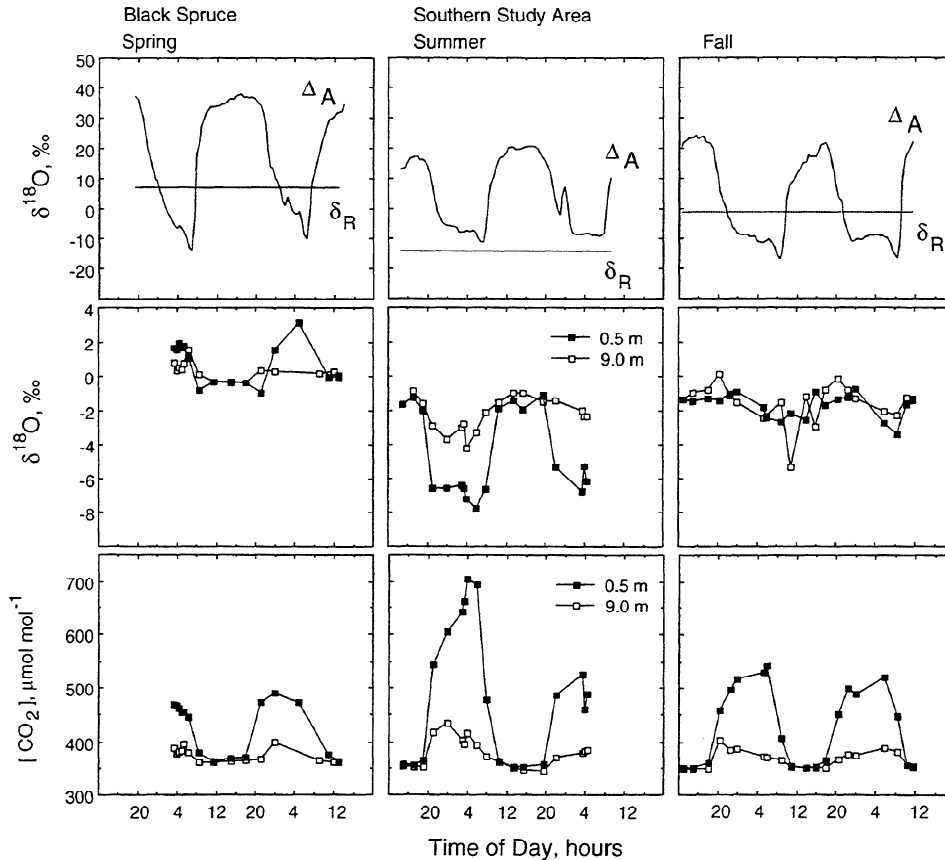 Black Spruce
Southern Study Area
Spring
Summer
Fall
δ18O, ‰
50
40
30
20
10
0
-10
-20
ΔA
δR
ΔA
δR
ΔA
δR
δ18O, ‰
4
2
0
-2
-4
-6
-8
0.5 m
9.0 m
[CO2], μmol mol-1
700
600
500
400
300
0.5 m
9.0 m
20 4 12 20 4 12
20 4 12 20 4 12
20 4 12 20 4 12
Time of Day, hours